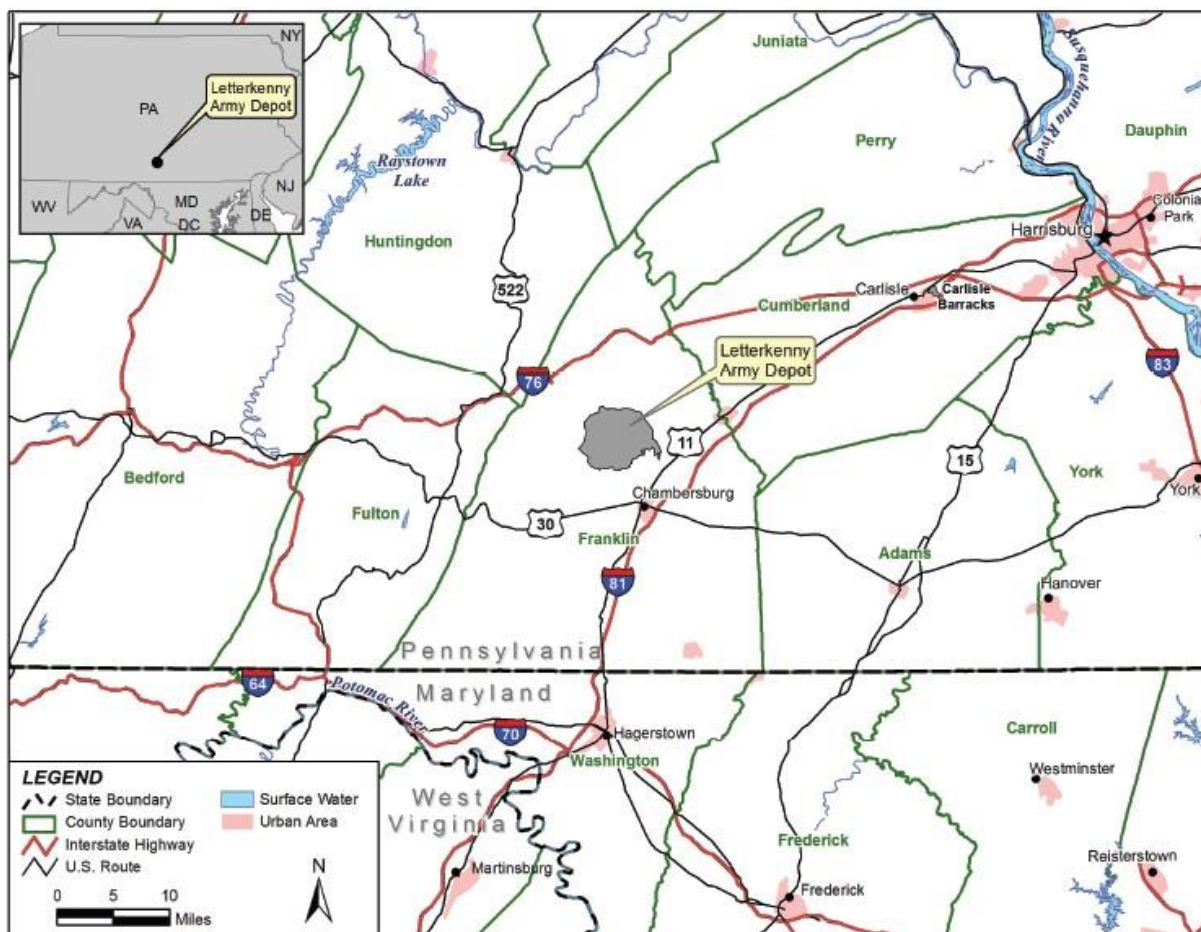 NY
PA
Letterkenny
Army Depot
NJ
WV
MD
DE
VA
DC
Juniata
Susquehanna River
Perry
Dauphin
Raystown
Lake
Colonial
Park
Harrisburg
Huntingdon
522
Carlisle
Carlisle
Barracks
Cumberland
Letterkenny
Army Depot
83
76
11
15
Bedford
Chambersburg
York
York
Fulton
30
Franklin
Adams
81
Hanover
Pennsylvania
64
Maryland
Potomac River
Carroll
70
Hagerstown
Washington
Westminster
West
Virginia
Frederick
Martinsburg
Reisterstown
Frederick
LEGEND
State Boundary
Surface Water
County Boundary
Urban Area
Interstate Highway
U.S. Route
N
0 5 10
Miles